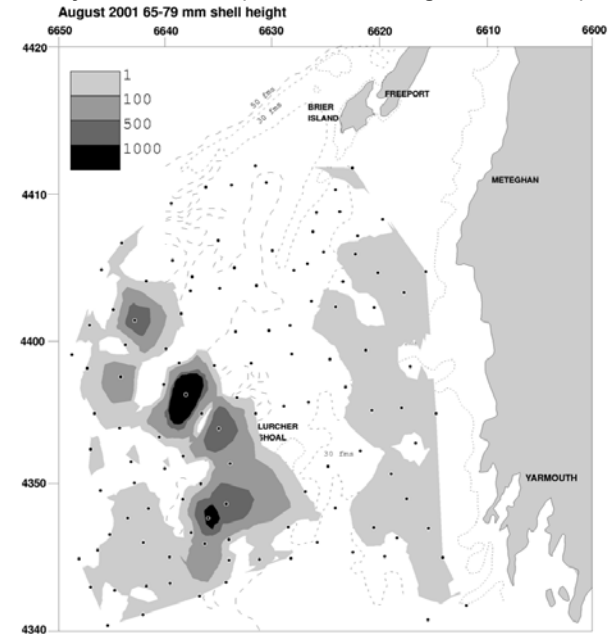 August 2001 65-79 mm shell height
6650 6640 6630 6620 6610 6600
4420
1
100
500
1000
50 fms
30 fms
BRIER
ISLAND
FREEPORT
METEGHAN
4410
4400
LURCHER
SHOAL
30 fms
4350
YARMOUTH
4340